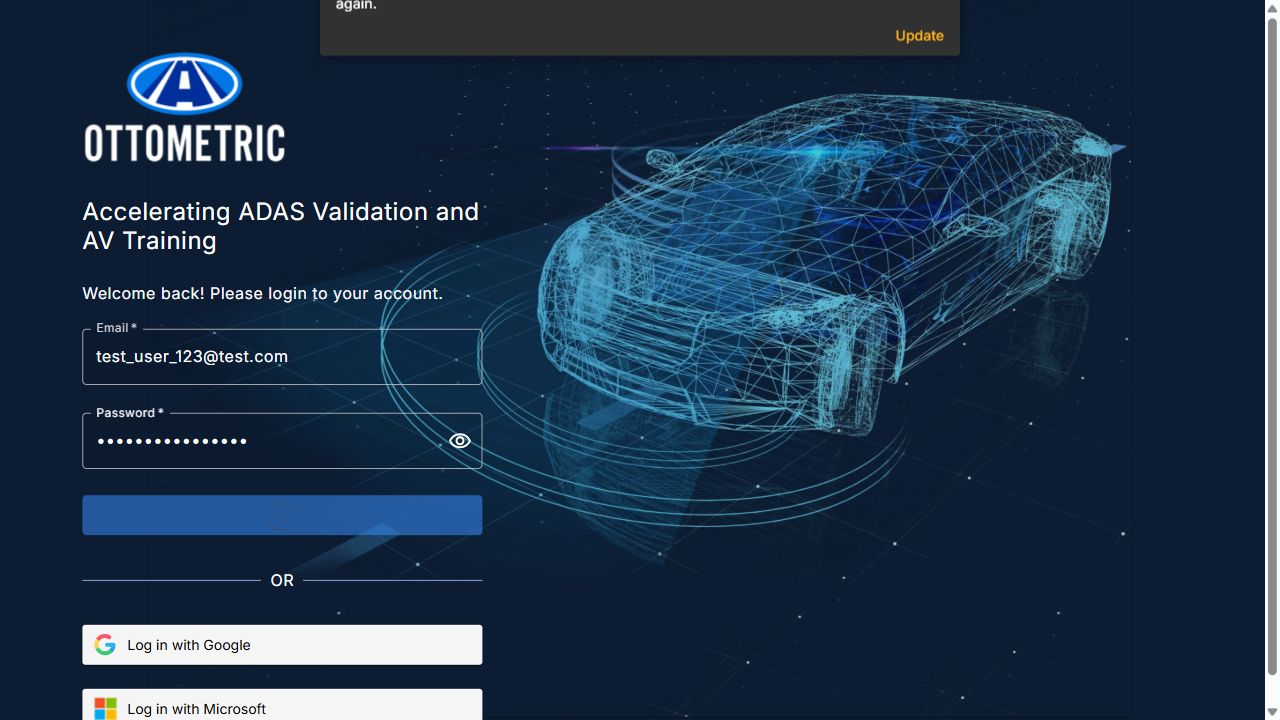 again.
Update
OTTOMETRIC
Accelerating ADAS Validation and
AV Training
Welcome back! Please login to your account.
Email *
test_user_123@test.com
Password *
••••••••••••••••
OR
Log in with Google
Log in with Microsoft